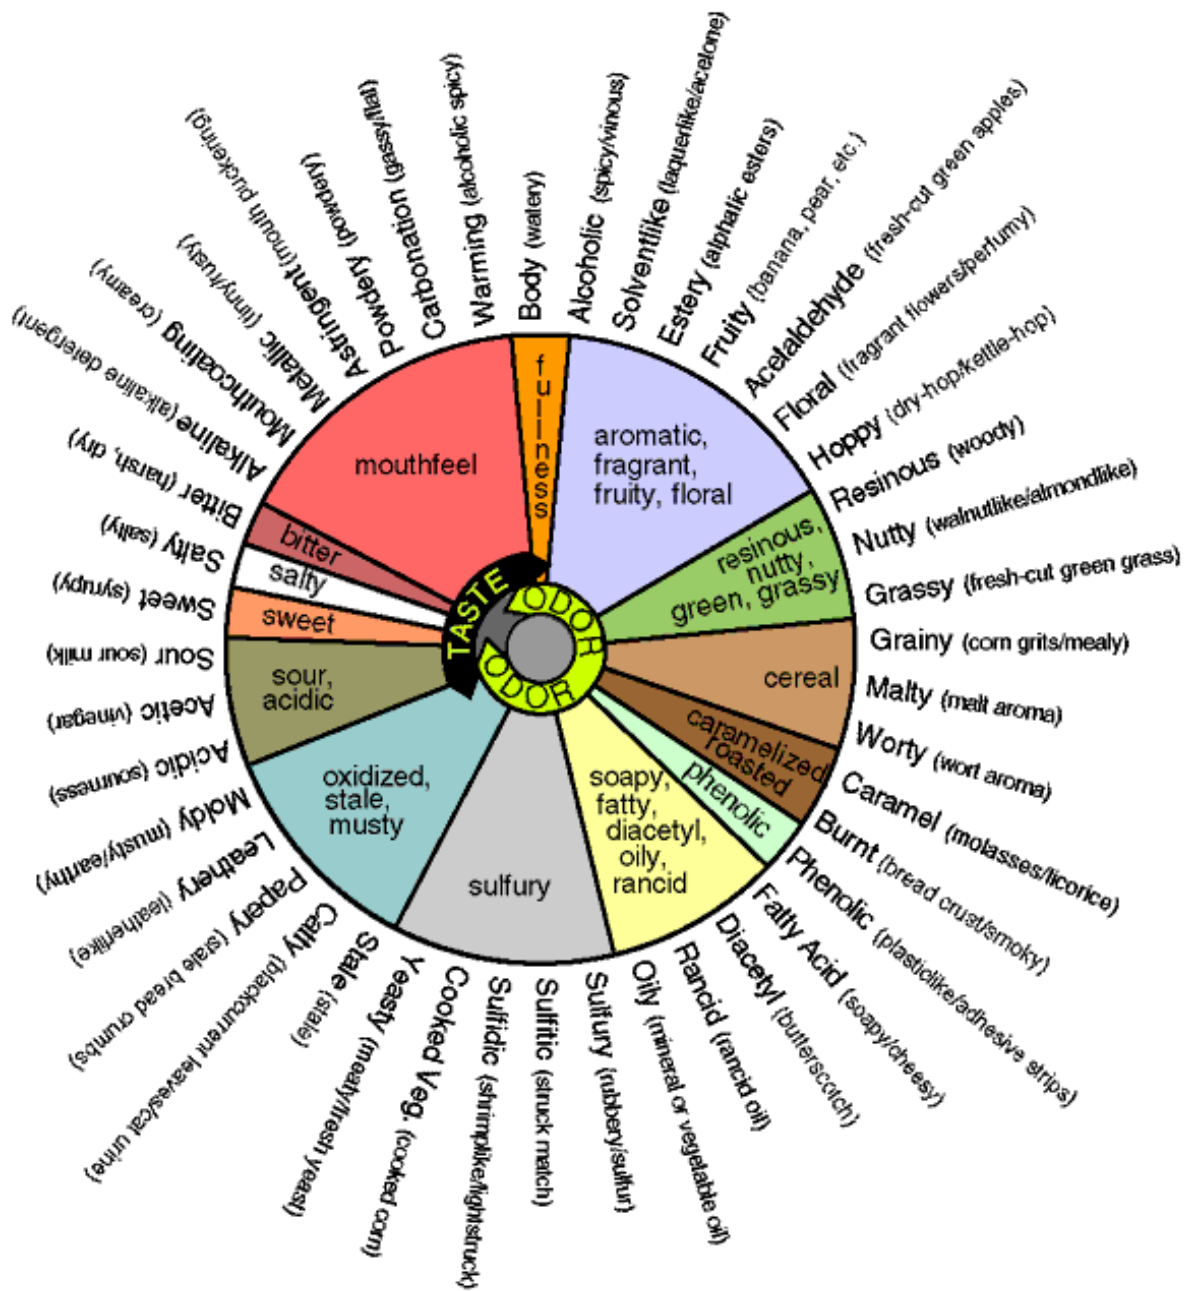 Body (watery)
Alcoholic (spicy/vinous)
Solventlike (laquerlike/acelone)
Estery (alphatic esters)
Fruity (banana, pear, etc.)
Acetaldehyde (fresh-cut green apples)
Floral (fragrant flowers/perfumy)
Hoppy (dry-hop/kettle-hop)
Resinous (woody)
Nutty (walnutlike/almondlike)
Grassy (fresh-cut green grass)
Grainy (corn grits/mealy)
Malty (malt aroma)
Worty (wort aroma)
Caramel (molasses/licorice)
Burnt (bread crust/smoky)
Phenolic (plasticlike/adhesive strips)
Fatty Acid (soapy/cheesy)
Diacetyl (butterscotch)
Rancid (rancid oil)
Oily (mineral or vegetable oil)
Sulfury (rubbery/sulfur)
Sulfitic (struck match)
Sulfidic (shrimplike/lightstruck)
Cooked Veg. (cooked corn)
Yeasty (meaty/fresh yeast)
Stale (stale)
Catty (blackcurrent leaves/cat urine)
Papery (stale bread crumbs)
Leathery (leatherlike)
Moldy (musty/earthy)
Acidic (sourness)
Acetic (vinegar)
Sour (sour milk)
Sweet (syrupy)
Salty (salty)
Bitter (harsh, dry)
Alkaline (alkaline detergent)
Mouthcoating (creamy)
Metallic (tinny/rusty)
Astringent (mouth puckering)
Powdery (powdery)
Carbonation (gassy/flat)
Warming (alcoholic spicy)
fullness
aromatic,
fragrant,
fruity, floral
resinous,
nutty,
green, grassy
cereal
caramelized
roasted
phenolic
soapy,
fatty,
diacetyl,
oily,
rancid
sulfury
oxidized,
stale,
musty
sour,
acidic
sweet
salty
bitter
mouthfeel
TASTE
ODOR
ODOR